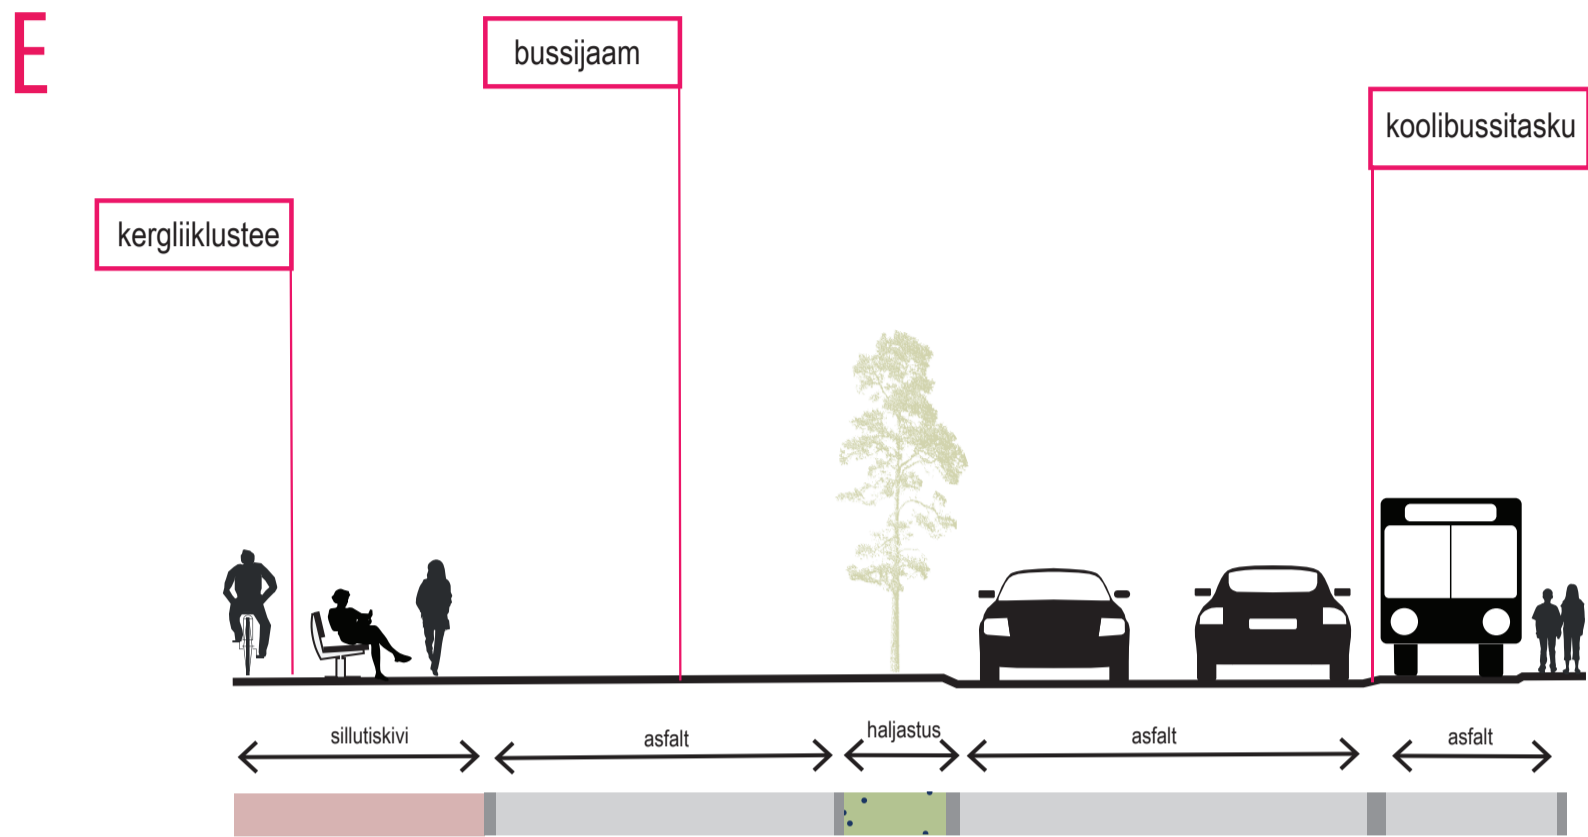 E
bussijaam
koolibussitasku
kergliiklustee
sillutiskivi
asfalt
haljastus
asfalt
asfalt